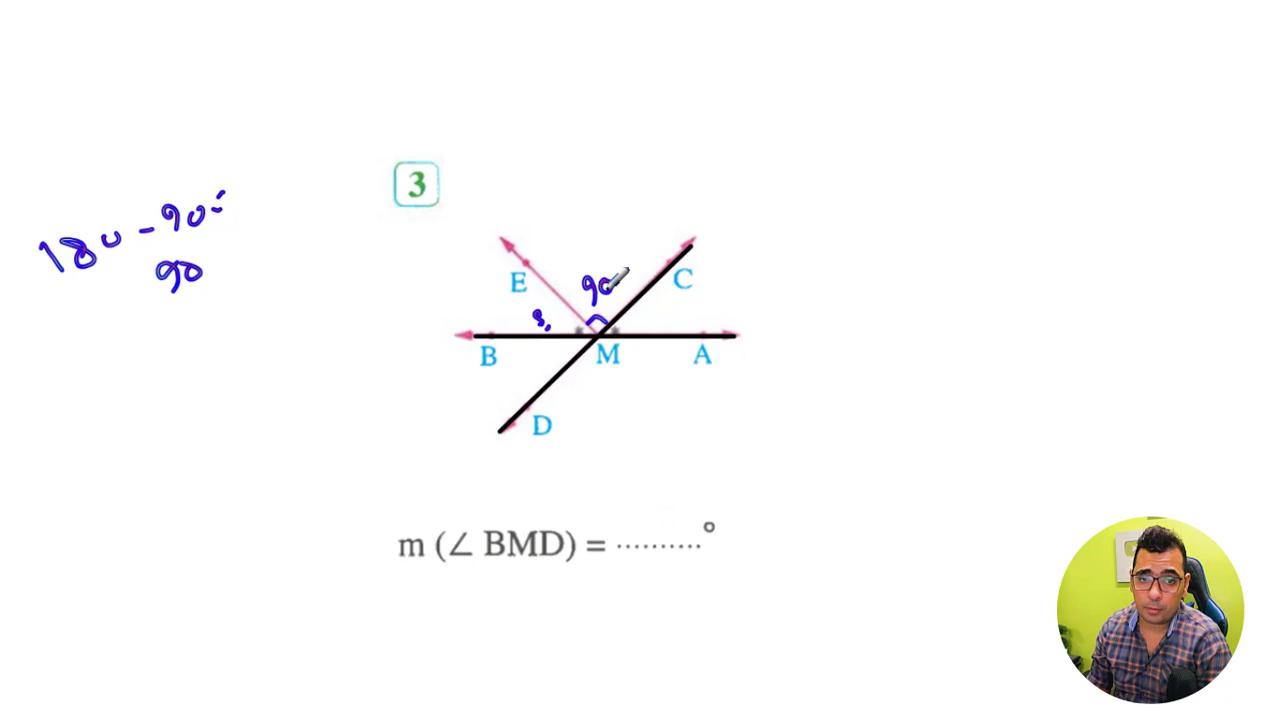 3
180 - 90 =
90
90
E
C
B
M
A
D
m (∠ BMD) = ..........°